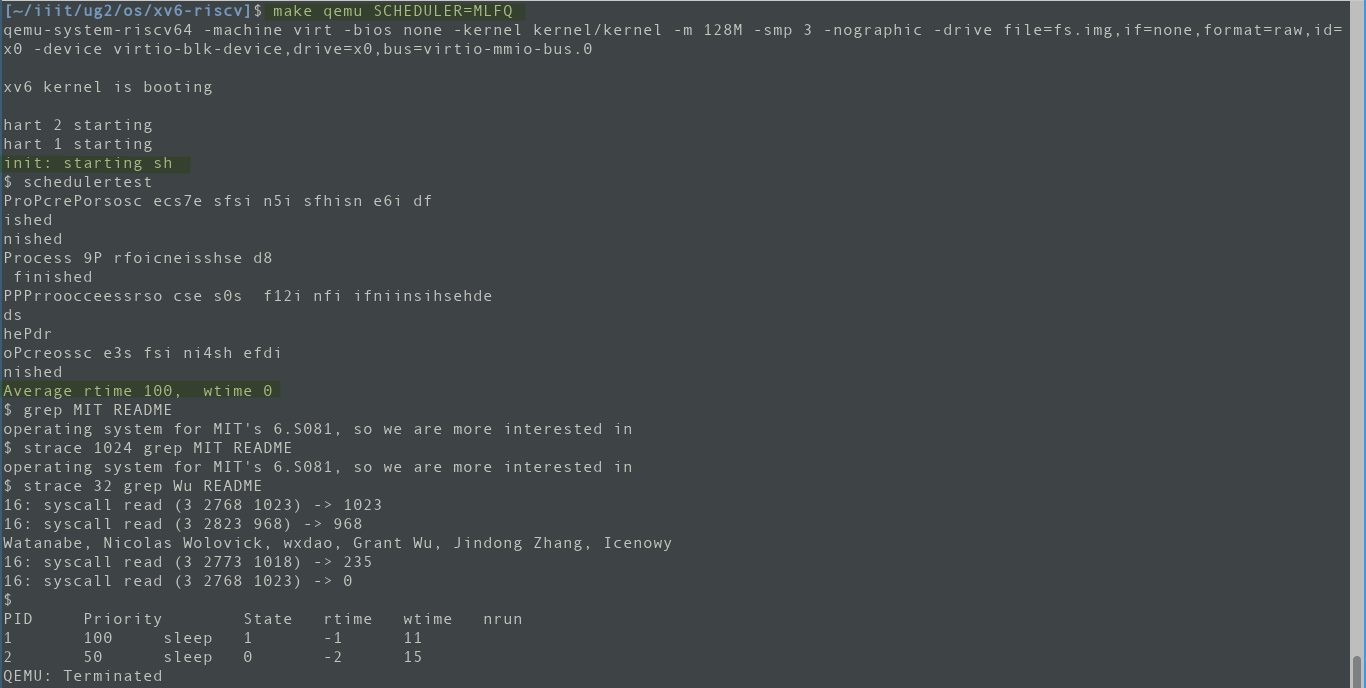 [~/iiit/ug2/os/xv6-riscv]$ make qemu SCHEDULER=MLFQ
qemu-system-riscv64 -machine virt -bios none -kernel kernel/kernel -m 128M -smp 3 -nographic -drive file=fs.img,if=none,format=raw,id=
x0 -device virtio-blk-device,drive=x0,bus=virtio-mmio-bus.0
xv6 kernel is booting
hart 2 starting
hart 1 starting
init: starting sh
$ schedulertest
ProPcrePorsosc ecs7e sfsi n5i sfhisn e6i df
ished
nished
Process 9P rfoicneisshse d8
 finished
PPPrroocceessrso cse s0s  f12i nfi ifniinsihsehde
ds
hePdr
oPcreossc e3s fsi ni4sh efdi
nished
Average rtime 100,  wtime 0
$ grep MIT README
operating system for MIT's 6.S081, so we are more interested in
$ strace 1024 grep MIT README
operating system for MIT's 6.S081, so we are more interested in
$ strace 32 grep Wu README
16: syscall read (3 2768 1023) -> 1023
16: syscall read (3 2823 968) -> 968
Watanabe, Nicolas Wolovick, wxdao, Grant Wu, Jindong Zhang, Icenowy
16: syscall read (3 2773 1018) -> 235
16: syscall read (3 2768 1023) -> 0
$
PID     Priority        State   rtime   wtime   nrun
1       100     sleep   1       -1      11
2       50      sleep   0       -2      15
QEMU: Terminated